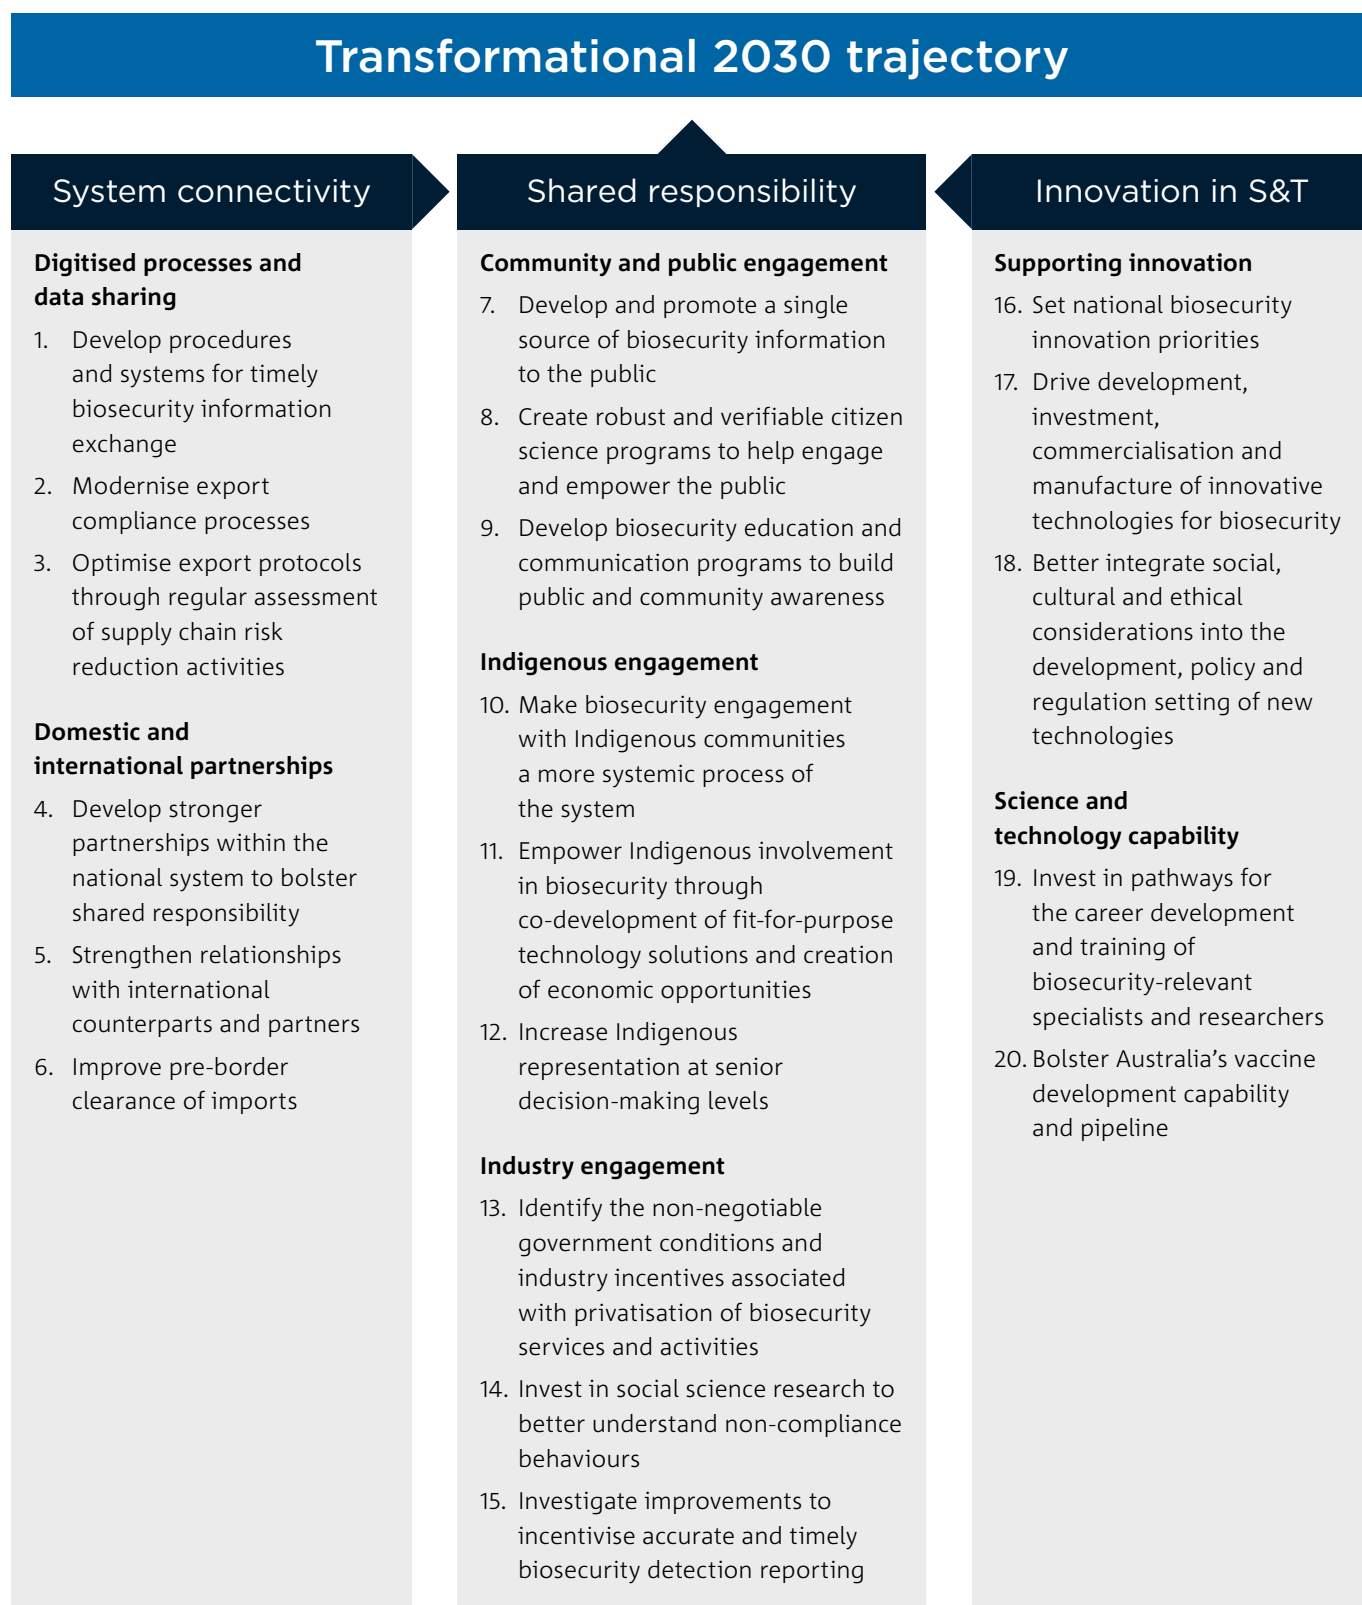 Transformational 2030 trajectory
System connectivity
Digitised processes and
data sharing
1. Develop procedures
and systems for timely
biosecurity information
exchange
2. Modernise export
compliance processes
3. Optimise export protocols
through regular assessment
of supply chain risk
reduction activities
Domestic and
international partnerships
4. Develop stronger
partnerships within the
national system to bolster
shared responsibility
5. Strengthen relationships
with international
counterparts and partners
6. Improve pre-border
clearance of imports
Shared responsibility
Community and public engagement
7. Develop and promote a single
source of biosecurity information
to the public
8. Create robust and verifiable citizen
science programs to help engage
and empower the public
9. Develop biosecurity education and
communication programs to build
public and community awareness
Indigenous engagement
10. Make biosecurity engagement
with Indigenous communities
a more systemic process of
the system
11. Empower Indigenous involvement
in biosecurity through
co-development of fit-for-purpose
technology solutions and creation
of economic opportunities
12. Increase Indigenous
representation at senior
decision-making levels
Industry engagement
13. Identify the non-negotiable
government conditions and
industry incentives associated
with privatisation of biosecurity
services and activities
14. Invest in social science research to
better understand non-compliance
behaviours
15. Investigate improvements to
incentivise accurate and timely
biosecurity detection reporting
Innovation in S&T
Supporting innovation
16. Set national biosecurity
innovation priorities
17. Drive development,
investment,
commercialisation and
manufacture of innovative
technologies for biosecurity
18. Better integrate social,
cultural and ethical
considerations into the
development, policy and
regulation setting of new
technologies
Science and
technology capability
19. Invest in pathways for
the career development
and training of
biosecurity-relevant
specialists and researchers
20. Bolster Australia's vaccine
development capability
and pipeline